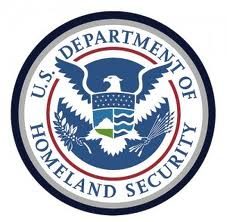 U.S. DEPARTMENT OF
HOMELAND SECURITY